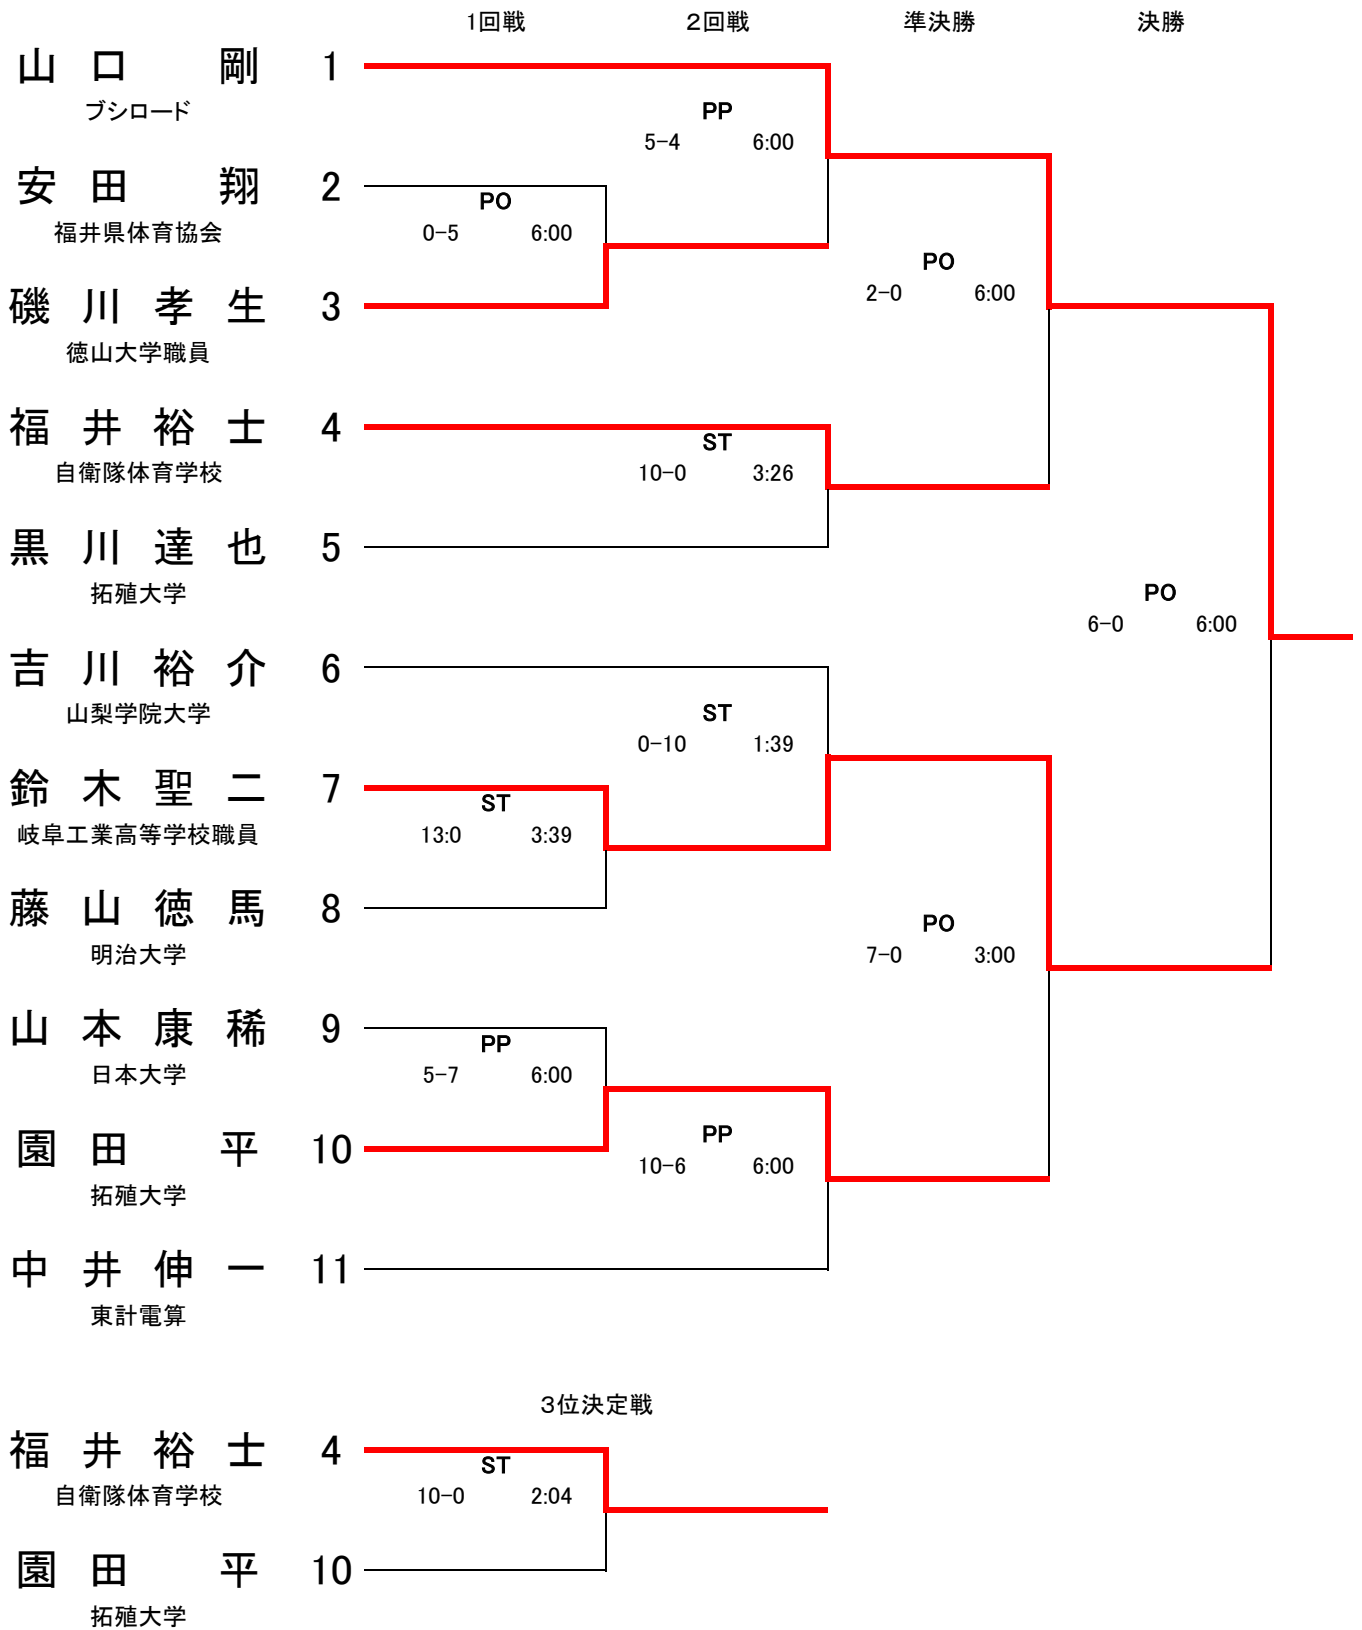 1回戦 2回戦 準決勝 決勝
山口 剛 1
ブシロード
PP
5-4 6:00
安田 翔 2
PO
福井県体育協会
0-5 6:00
PO
2-0 6:00
磯川孝生 3
徳山大学職員
福井裕士 4
ST
自衛隊体育学校
10-0 3:26
黒川達也 5
拓殖大学
PO
6-0 6:00
吉川裕介 6
山梨学院大学
ST
0-10 1:39
鈴木聖二 7
ST
岐阜工業高等学校職員
13:0 3:39
藤山徳馬 8
明治大学
PO
7-0 3:00
山本康稀 9
PP
日本大学
5-7 6:00
園田 平 10
PP
10-6 6:00
拓殖大学
中井伸一 11
東計電算
3位決定戦
福井裕士 4
ST
自衛隊体育学校
10-0 2:04
園田 平 10
拓殖大学